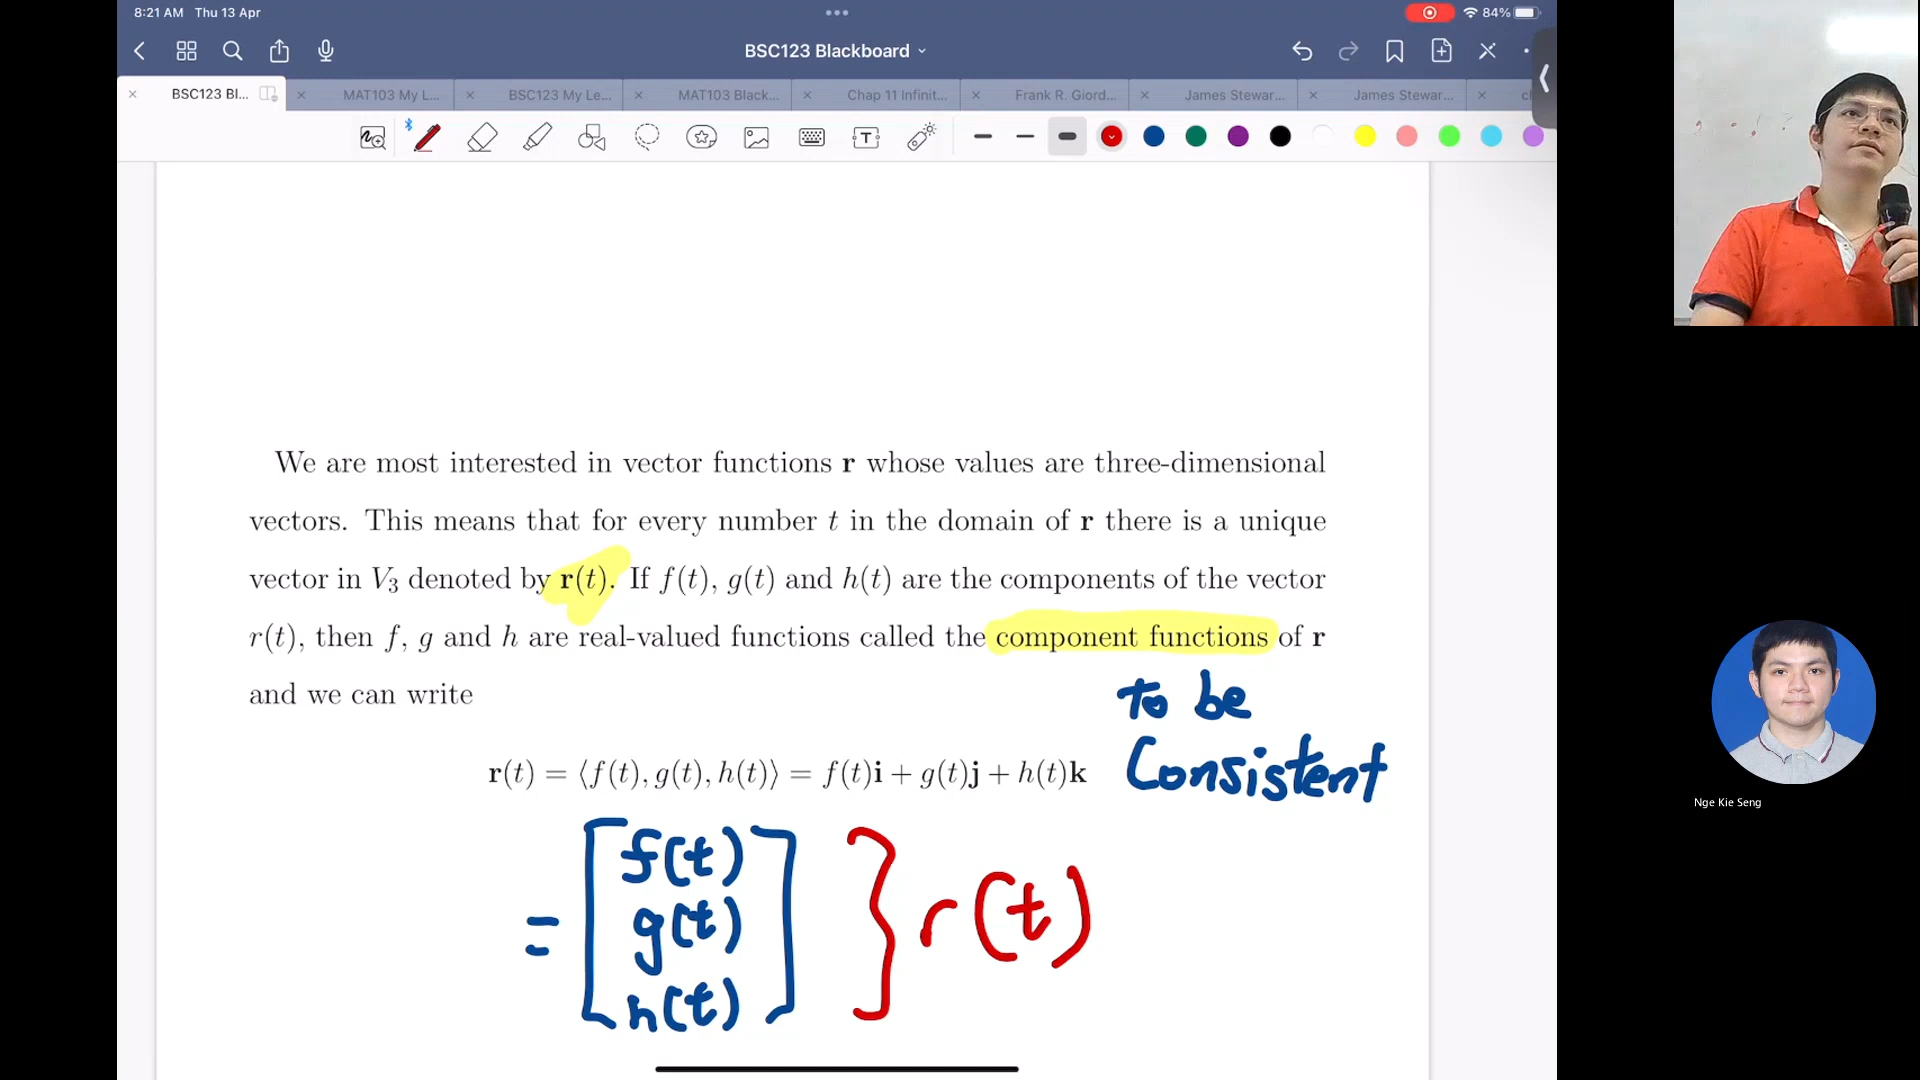 8:21 AM Thu 13 Apr
84%
BSC123 Blackboard
BSC123 Bl...
MAT103 My L...
BSC123 My Le...
MAT103 Black...
Chap 11 Infinit...
Frank R. Giord...
James Stewar...
James Stewar...
We are most interested in vector functions r whose values are three-dimensional
vectors. This means that for every number t in the domain of r there is a unique
vector in V₃ denoted by r(t). If f(t), g(t) and h(t) are the components of the vector
r(t), then f, g and h are real-valued functions called the component functions of r
and we can write
to be
Consistent
r(t) = ⟨f(t), g(t), h(t)⟩ = f(t)i + g(t)j + h(t)k
f(t)
= g(t) } r(t)
h(t)
Nge Kie Seng